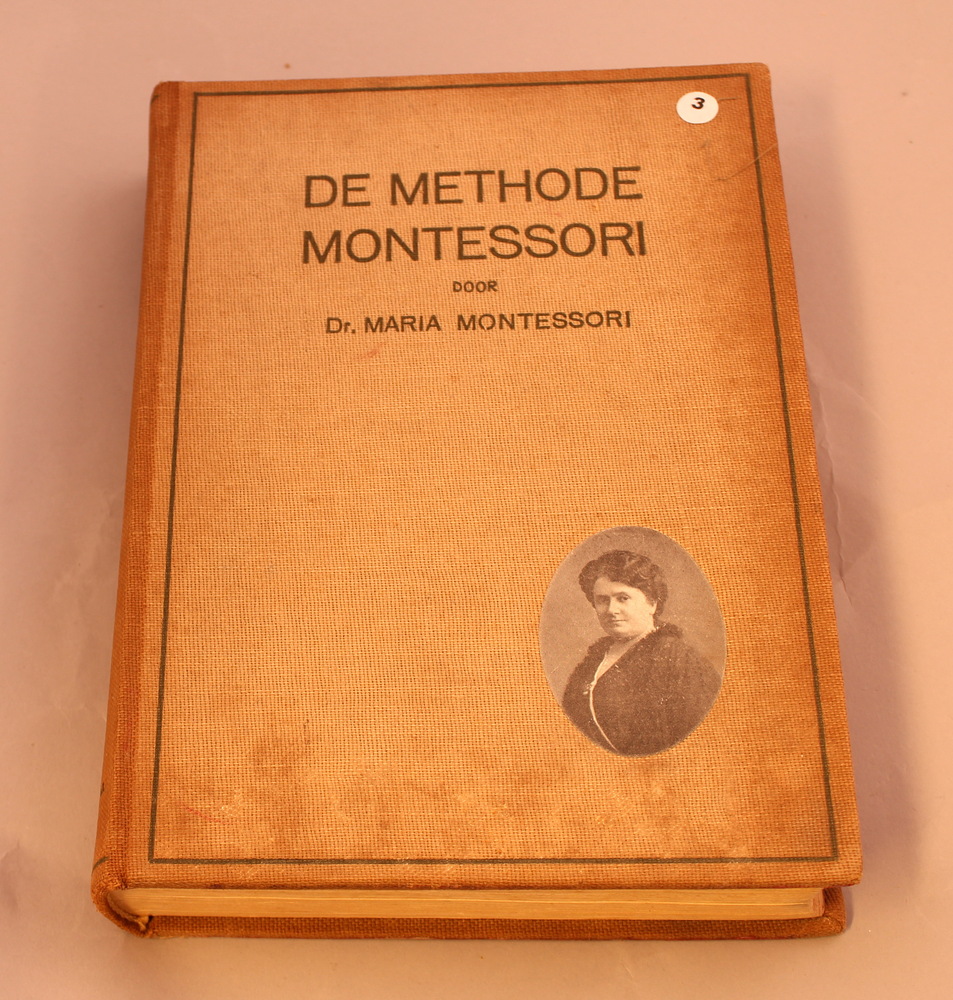 3
DE METHODE
MONTESSORI
DOOR
Dr. MARIA MONTESSORI